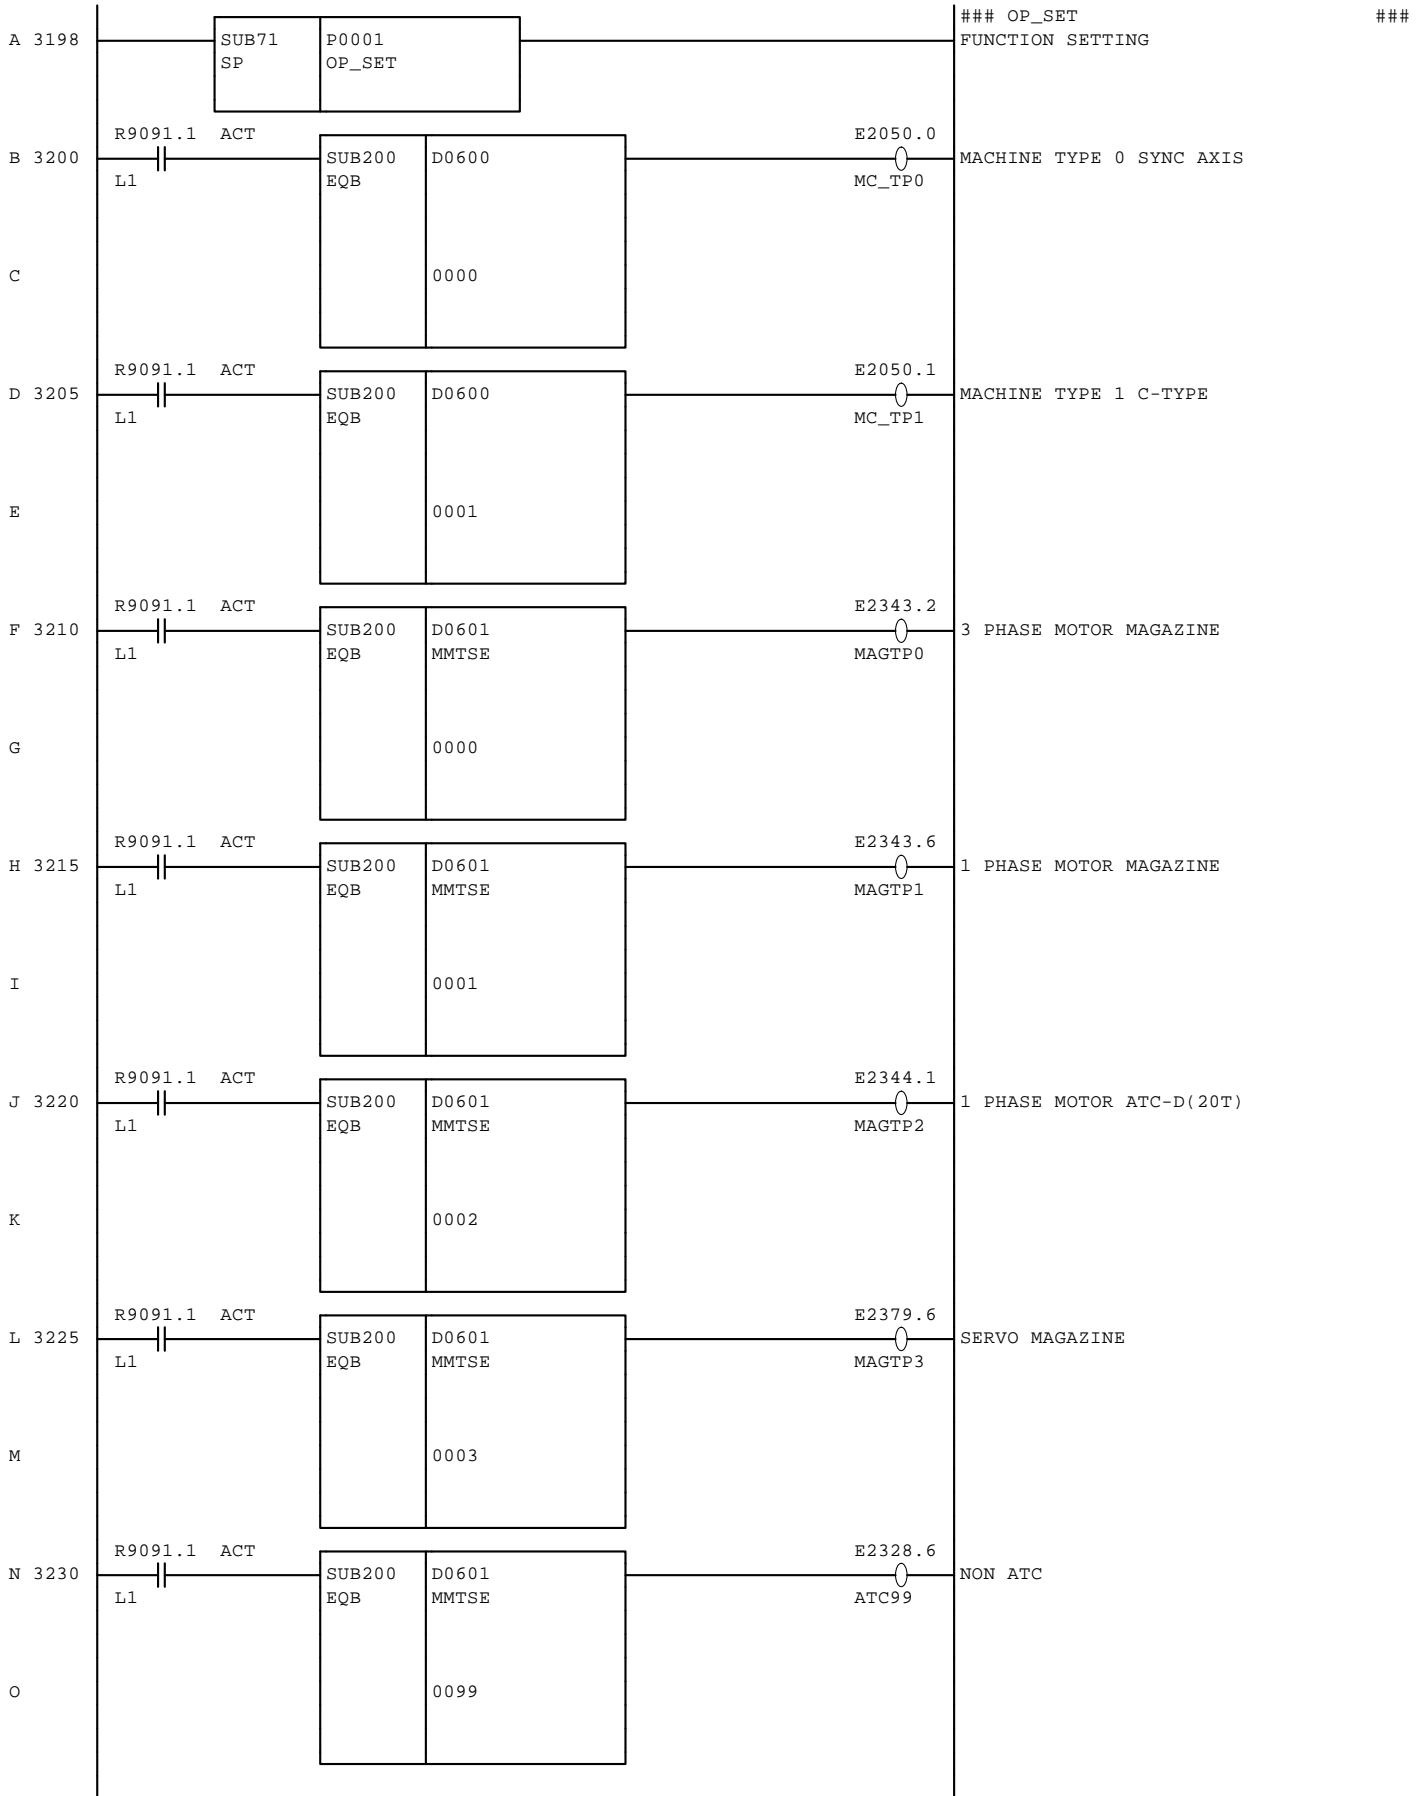 ### OP_SET ###
A 3198 SUB71 P0001 FUNCTION SETTING
SP OP_SET
R9091.1 ACT E2050.0
B 3200 SUB200 D0600 MACHINE TYPE 0 SYNC AXIS
L1 EQB MC_TP0
C 0000
R9091.1 ACT E2050.1
D 3205 SUB200 D0600 MACHINE TYPE 1 C-TYPE
L1 EQB MC_TP1
E 0001
R9091.1 ACT E2343.2
F 3210 SUB200 D0601 3 PHASE MOTOR MAGAZINE
L1 EQB MMTSE MAGTP0
G 0000
R9091.1 ACT E2343.6
H 3215 SUB200 D0601 1 PHASE MOTOR MAGAZINE
L1 EQB MMTSE MAGTP1
I 0001
R9091.1 ACT E2344.1
J 3220 SUB200 D0601 1 PHASE MOTOR ATC-D(20T)
L1 EQB MMTSE MAGTP2
K 0002
R9091.1 ACT E2379.6
L 3225 SUB200 D0601 SERVO MAGAZINE
L1 EQB MMTSE MAGTP3
M 0003
R9091.1 ACT E2328.6
N 3230 SUB200 D0601 NON ATC
L1 EQB MMTSE ATC99
O 0099